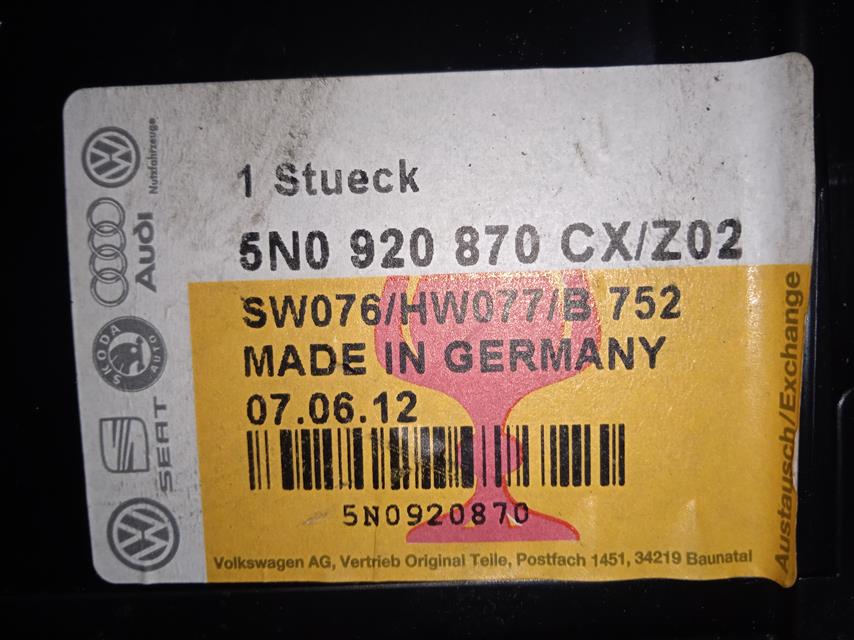 Nutzfahrzeuge
Audi
SKODA
AUTO
SEAT
1 Stueck
5N0 920 870 CX/Z02
SW076/HW077/B 752
MADE IN GERMANY
07.06.12
5N0920870
Volkswagen AG, Vertrieb Original Teile, Postfach 1451, 34219 Baunatal
Austausch/Exchange